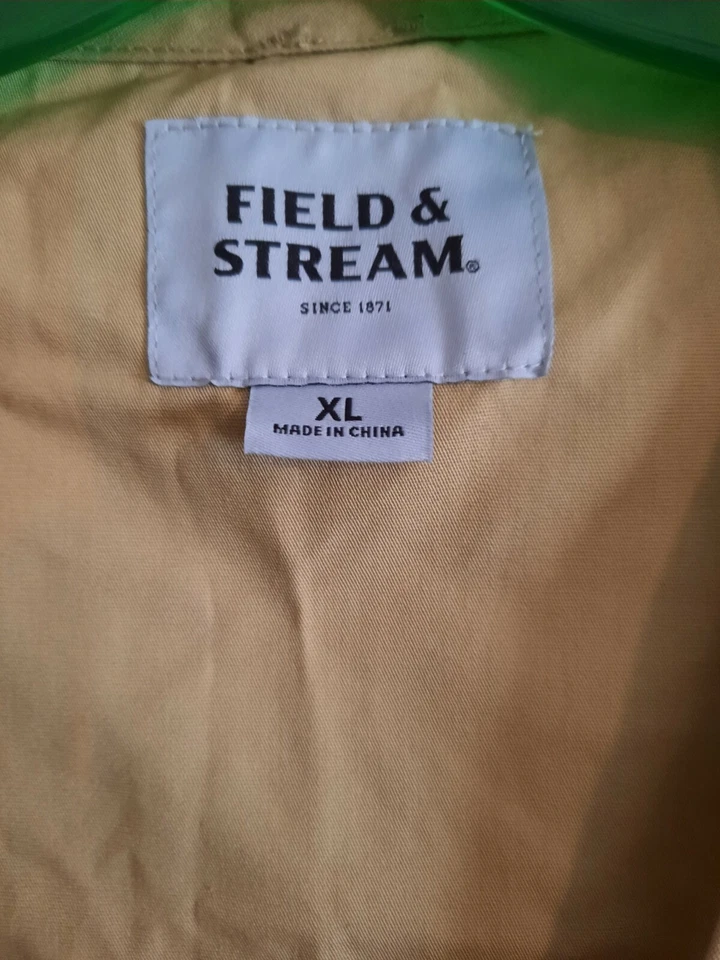 FIELD &
STREAM®
SINCE 1871
XL
MADE IN CHINA